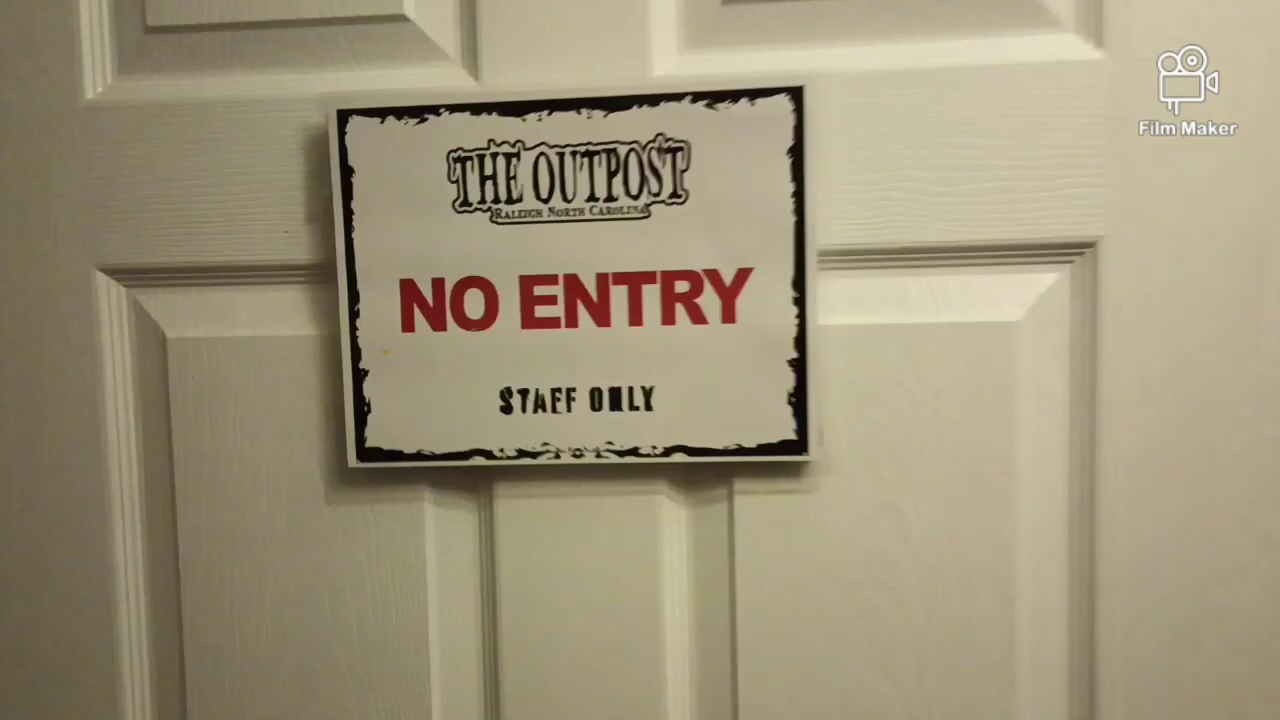 THE OUTPOST
RALEIGH NORTH CAROLINA
NO ENTRY
STAFF ONLY
Film Maker